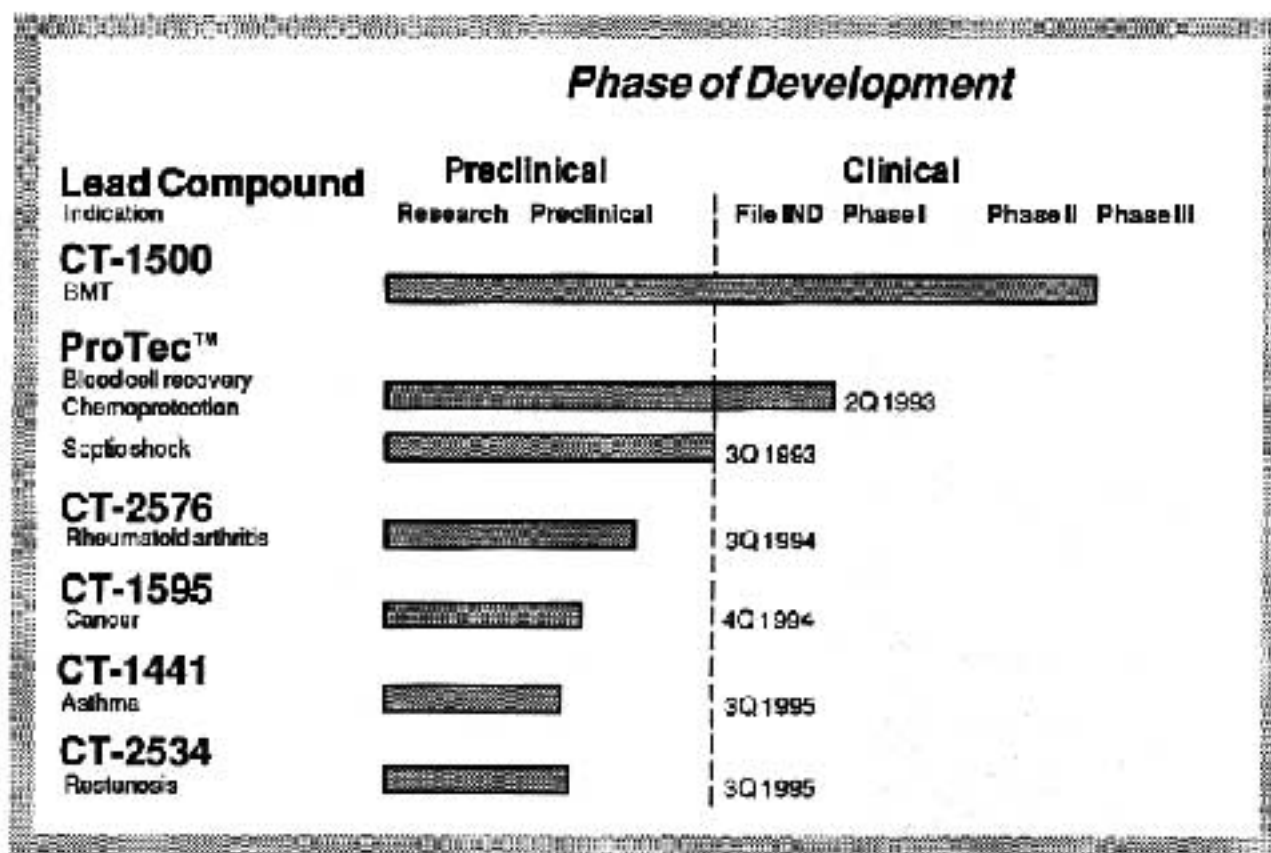 Phase of Development
Preclinical Clinical
Lead Compound
Indication
Research Preclinical File IND Phase I Phase II Phase III
CT-1500
BMT
ProTec™
Blood cell recovery
Chemoprotection 2Q 1993
Septic shock 3Q 1993
CT-2576
Rheumatoid arthritis 3Q 1994
CT-1595
Cancer 4Q 1994
CT-1441
Asthma 3Q 1995
CT-2534
Restenosis 3Q 1995